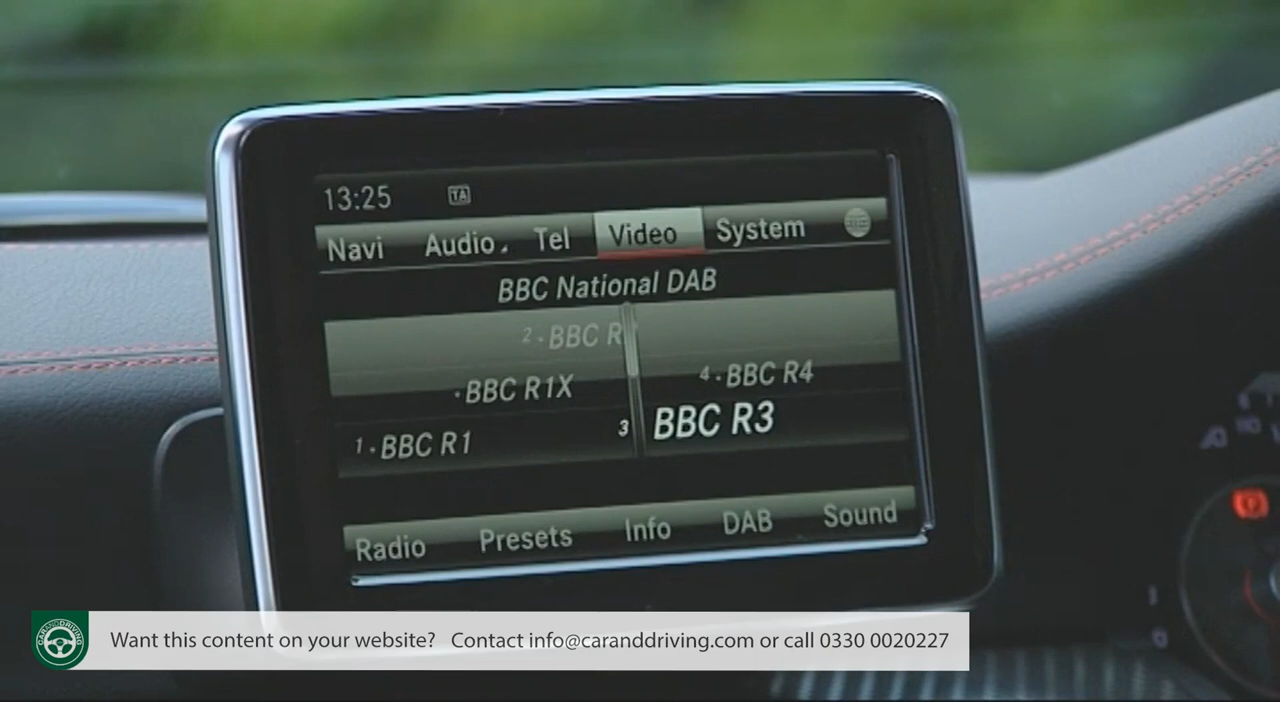 13:25 TA
Navi Audio Tel Video System
BBC National DAB
2 · BBC R
· BBC R1X
4 · BBC R4
1 · BBC R1
3 BBC R3
Radio Presets Info DAB Sound
CARANDDRIVING
Want this content on your website? Contact info@caranddriving.com or call 0330 0020227